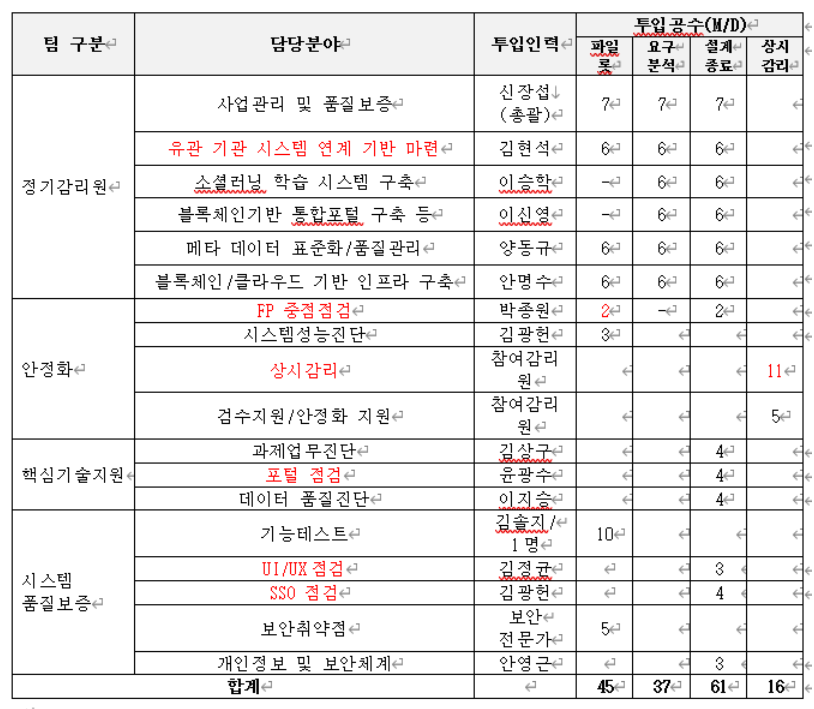 팀 구분 담당분야 투입인력 투입공수(M/D)
파일롯 요구분석 설계종료 상시감리
정기감리원
사업관리 및 품질보증 신장섭 (총괄) 7 7 7
유관 기관 시스템 연계 기반 마련 김현석 6 6 6
소셜러닝 학습 시스템 구축 이승학 - 6 6
블록체인기반 통합포털 구축 등 이신영 - 6 6
메타 데이터 표준화/품질관리 양동규 6 6 6
블록체인/클라우드 기반 인프라 구축 안명수 6 6 6
안정화
FP 중점점검 박종원 2 - 2
시스템성능진단 김광헌 3
상시감리 참여감리원 11
검수지원/안정화 지원 참여감리원 5
핵심기술지원
과제업무진단 김상구 4
포털 점검 윤광수 4
데이터 품질진단 이지승 4
시스템
품질보증
기능테스트 김솔지/1명 10
UI/UX점검 김정균 3
SSO 점검 김광헌 4
보안취약점 보안전문가 5
개인정보 및 보안체계 안영근 3
합계 45 37 61 16